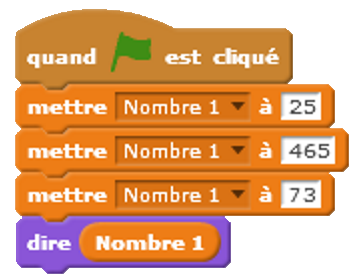 quand est cliqué
mettre Nombre 1 à 25
mettre Nombre 1 à 465
mettre Nombre 1 à 73
dire Nombre 1